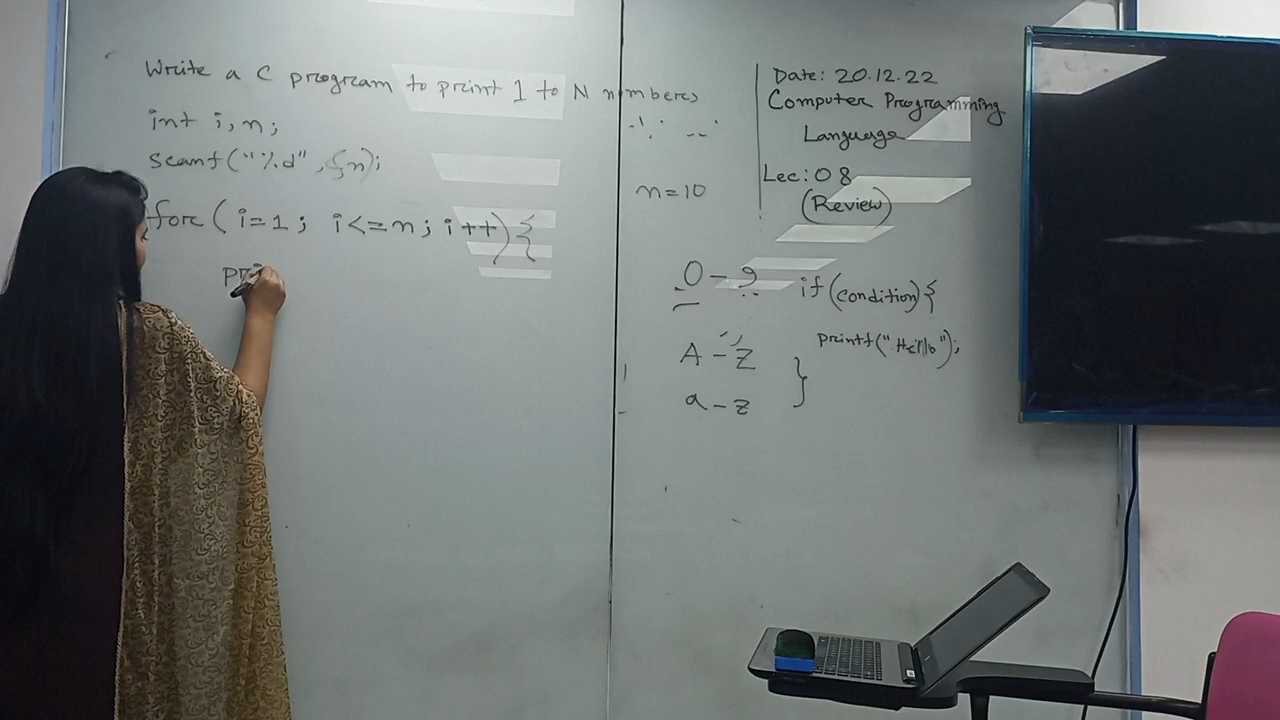 Write a C program to print 1 to N numbers
int i, n;
scanf("%d", &n);
for (i=1; i<=n; i++) {
pri
n=10
Date: 20.12.22
Computer Programming
Language
Lec: 08
(Review)
0 - 9
A - Z
a - z
if (condition) {
printf("Hello");
}